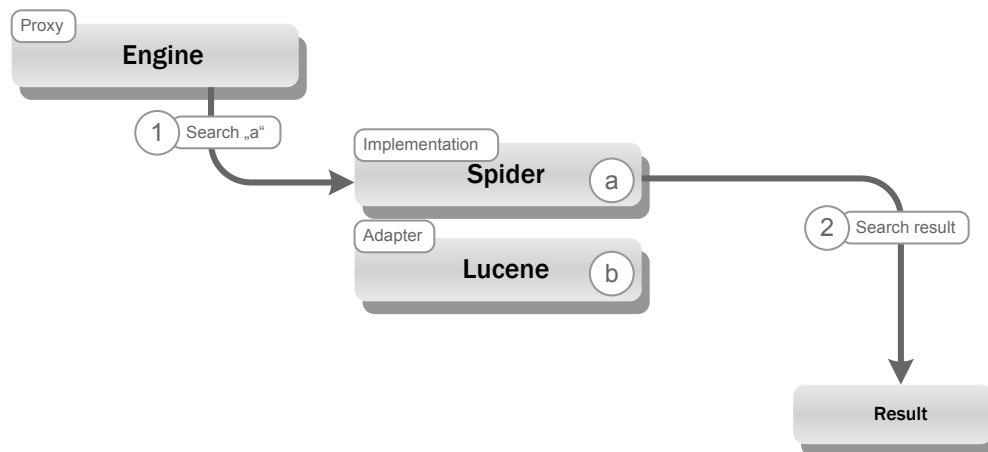 Proxy
Engine
1
Search „a“
Implementation
Spider
a
2
Search result
Adapter
Lucene
b
Result